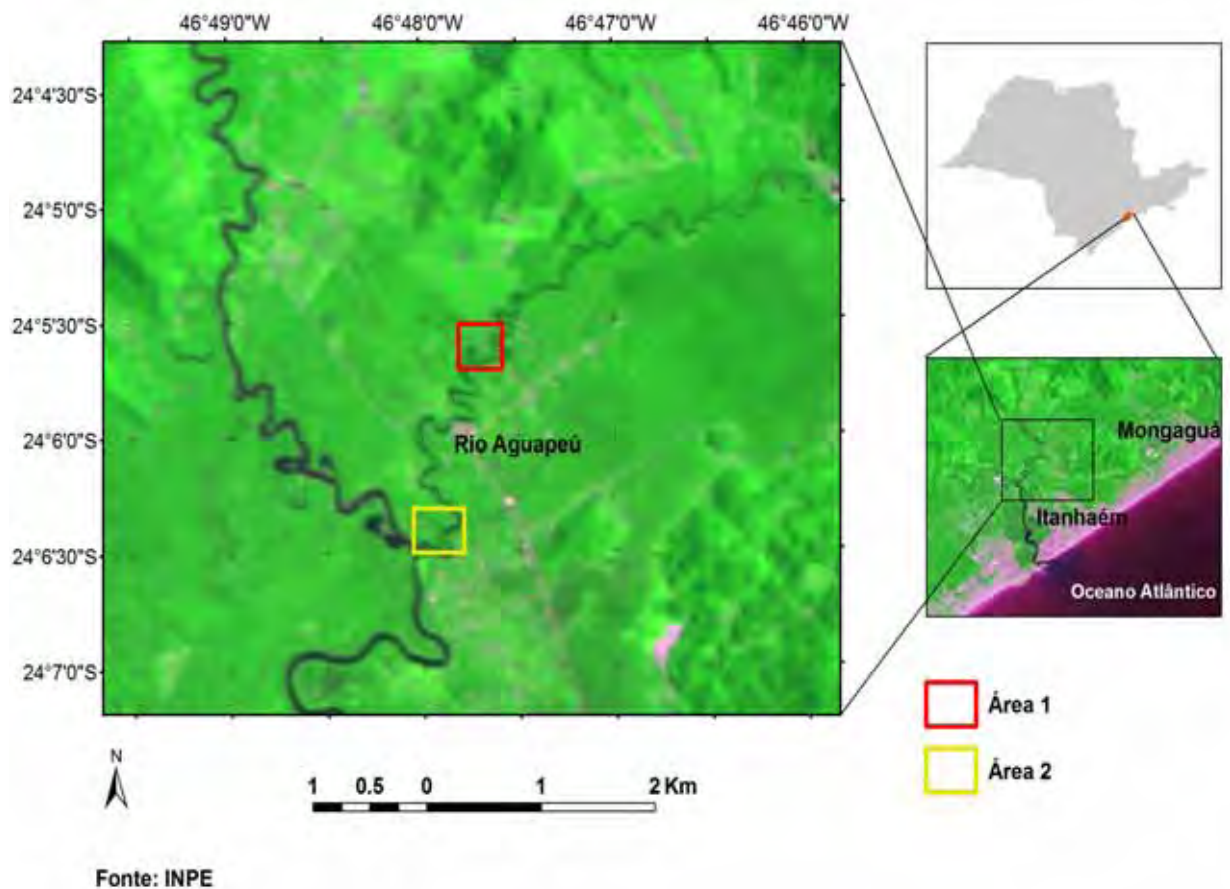 46°49'0"W
46°48'0"W
46°47'0"W
46°46'0"W
24°4'30"S
24°5'0"S
24°5'30"S
24°6'0"S
24°6'30"S
24°7'0"S
Rio Aguapeú
Mongaguá
Itanhaém
Oceano Atlântico
Área 1
Área 2
N
1 0.5 0 1 2 Km
Fonte: INPE